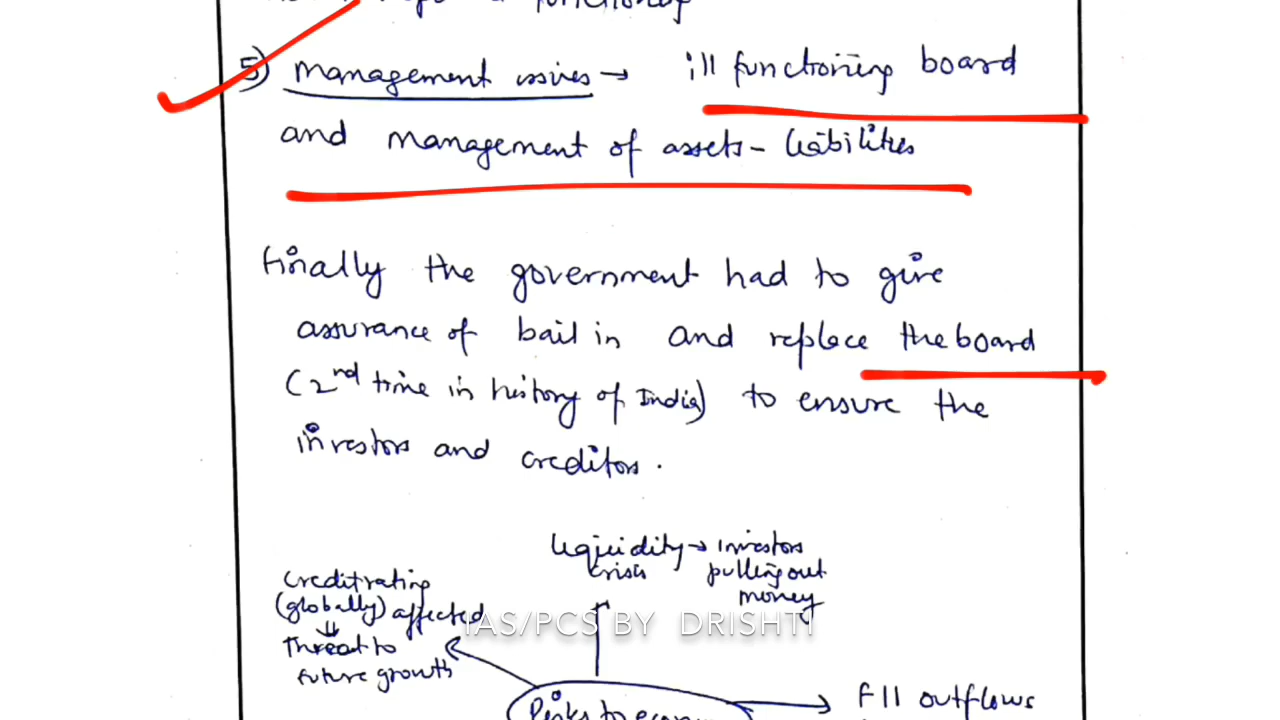 functioning
5) Management issues → ill functioning board
and management of assets - liabilities
Finally the government had to give
assurance of bail in and replace the board
(2nd time in history of India) to ensure the
investors and creditors.
liquidity → investors
crisis pulling out
money
Credit rating
(globally) affected
⇓
Threat to
future growth
IAS/PCS BY DRISHTI
FII outflows
Risks to